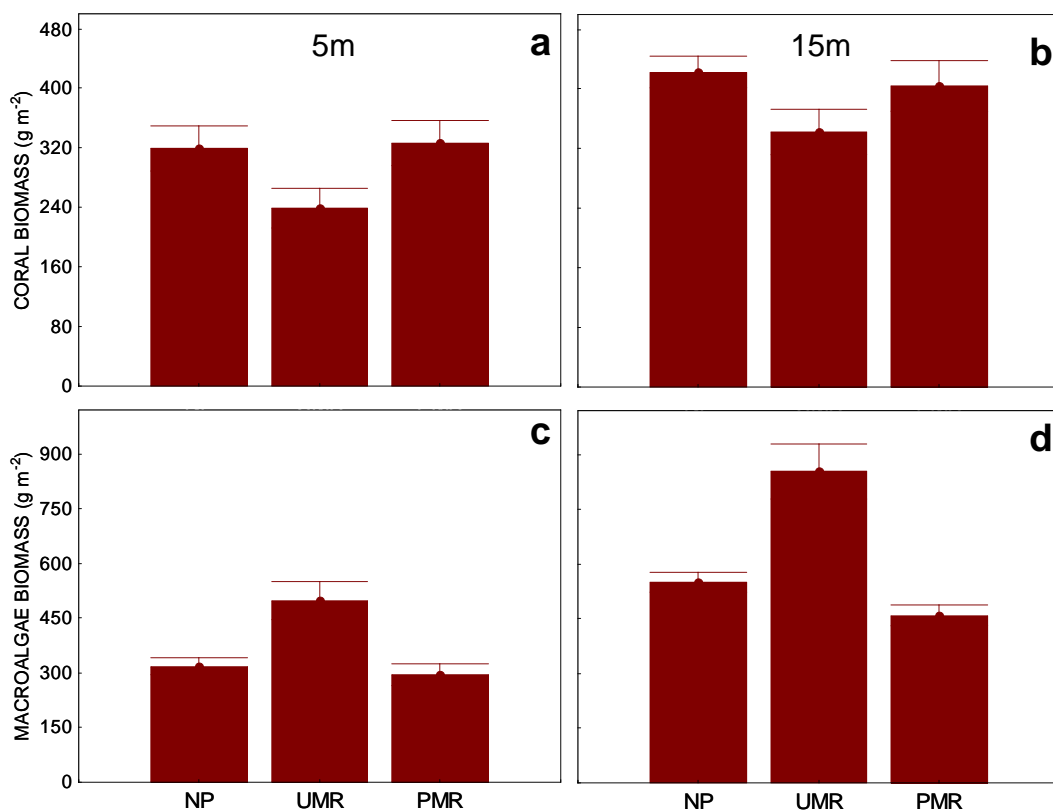 5m
a
15m
b
CORAL BIOMASS (g m-2)
480
400
320
240
160
80
0
c
d
MACROALGAE BIOMASS (g m-2)
900
750
600
450
300
150
0
NP UMR PMR
NP UMR PMR